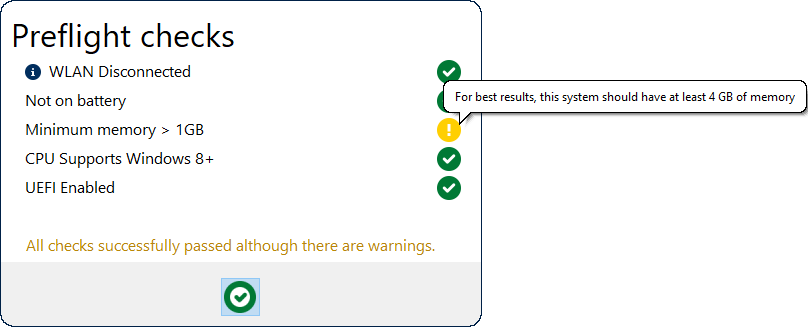 Preflight checks
WLAN Disconnected
Not on battery
For best results, this system should have at least 4 GB of memory
Minimum memory > 1GB
CPU Supports Windows 8+
UEFI Enabled
All checks successfully passed although there are warnings.